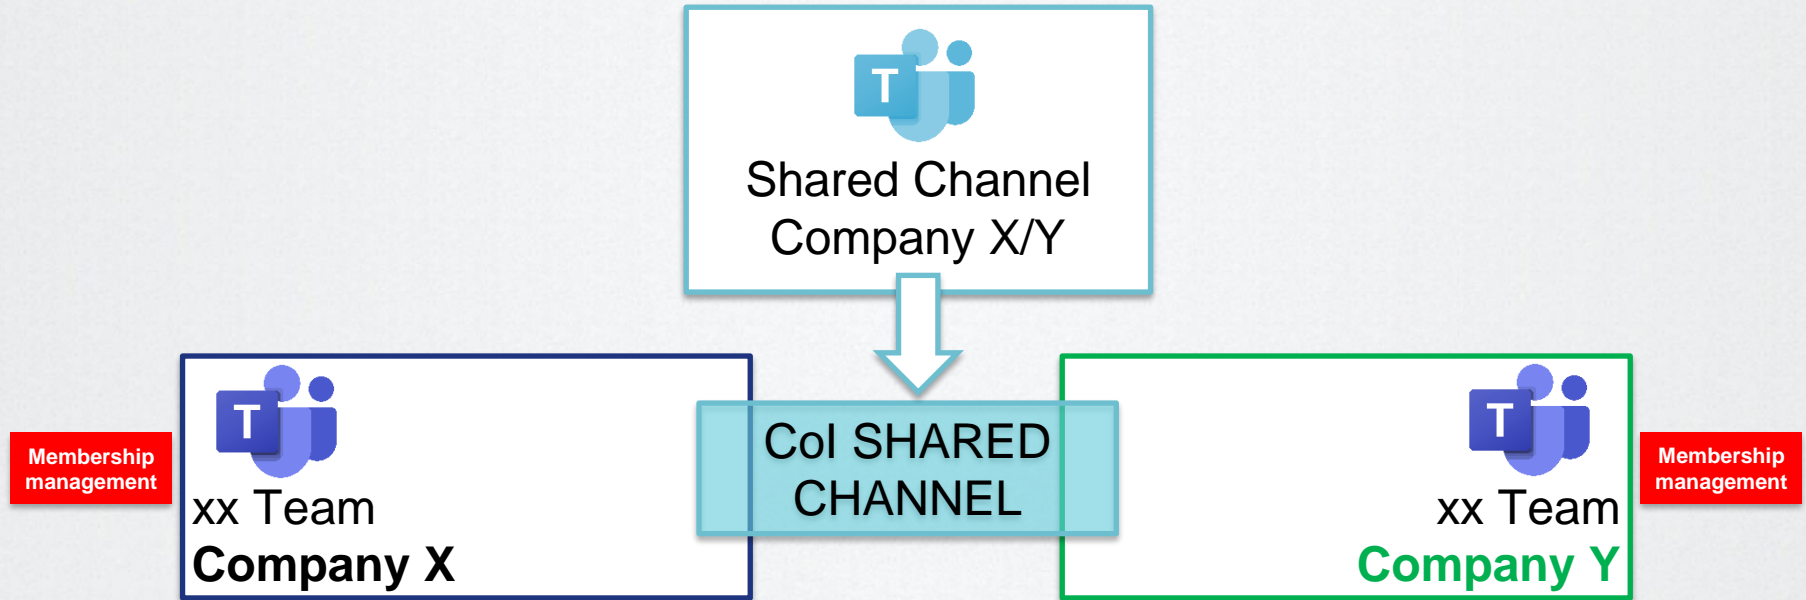 T
Shared Channel
Company X/Y
CoI SHARED
CHANNEL
T
xx Team
Company X
Membership
management
T
xx Team
Company Y
Membership
management